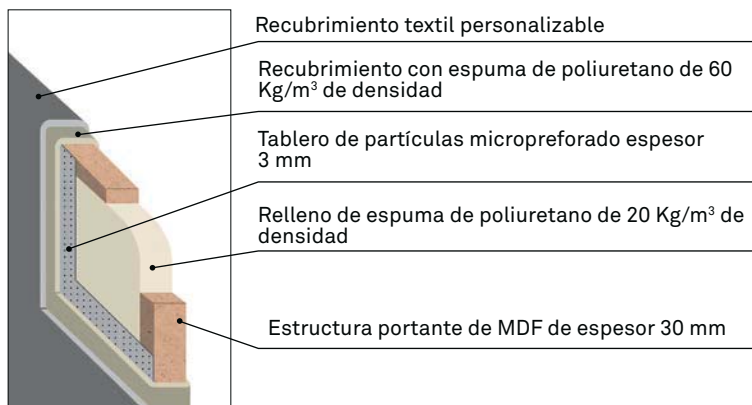 Recubrimiento textil personalizable
Recubrimiento con espuma de poliuretano de 60
Kg/m³ de densidad
Tablero de partículas micropreforado espesor
3 mm
Relleno de espuma de poliuretano de 20 Kg/m³ de
densidad
Estructura portante de MDF de espesor 30 mm